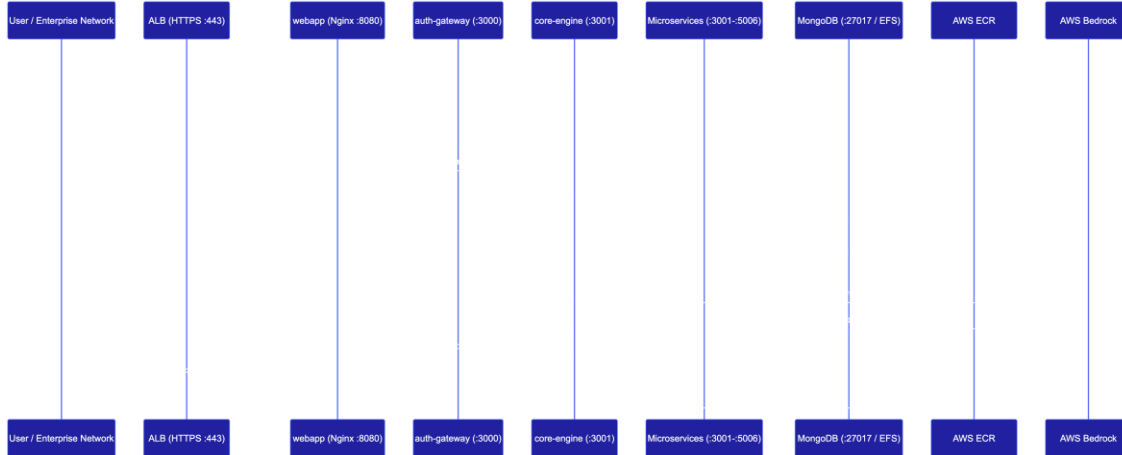 User / Enterprise Network
ALB (HTTPS :443)
webapp (Nginx :8080)
auth-gateway (:3000)
core-engine (:3001)
Microservices (:3001-:5006)
MongoDB (:27017 / EFS)
AWS ECR
AWS Bedrock
User / Enterprise Network
ALB (HTTPS :443)
webapp (Nginx :8080)
auth-gateway (:3000)
core-engine (:3001)
Microservices (:3001-:5006)
MongoDB (:27017 / EFS)
AWS ECR
AWS Bedrock